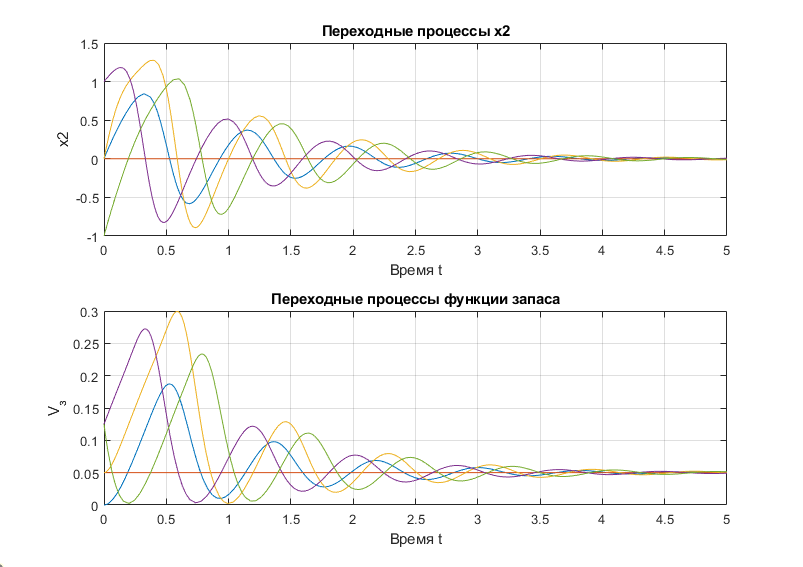 Переходные процессы x2
1.5
1
0.5
0
-0.5
-1
x2
0 0.5 1 1.5 2 2.5 3 3.5 4 4.5 5
Время t
Переходные процессы функции запаса
0.3
0.25
0.2
0.15
0.1
0.05
0
V_з
0 0.5 1 1.5 2 2.5 3 3.5 4 4.5 5
Время t